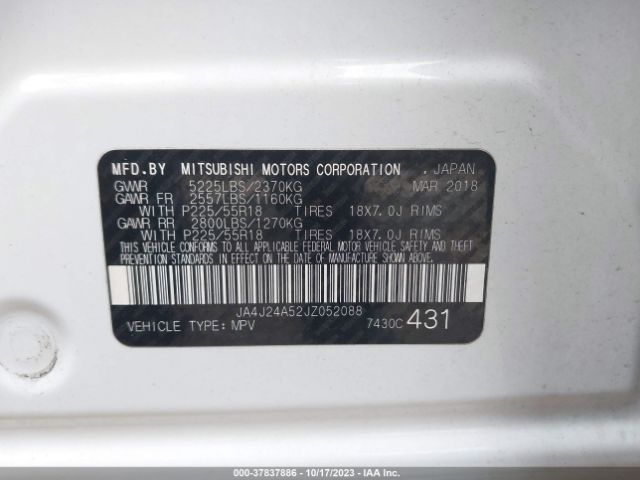 MFD.BY MITSUBISHI MOTORS CORPORATION . JAPAN
GVWR 5225LBS/2370KG MAR 2018
GAWR FR 2557LBS/1160KG
WITH P225/55R18 TIRES 18X7.0J RIMS
GAWR RR 2800LBS/1270KG
WITH P225/55R18 TIRES 18X7.0J RIMS
THIS VEHICLE CONFORMS TO ALL APPLICABLE FEDERAL MOTOR VEHICLE SAFETY AND THEFT
PREVENTION STANDARDS IN EFFECT ON THE DATE OF MANUFACTURE SHOWN ABOVE.
JA4J24A52JZ052088
VEHICLE TYPE: MPV 7430C 431
000-37837886 - 10/17/2023 - IAAI.COM